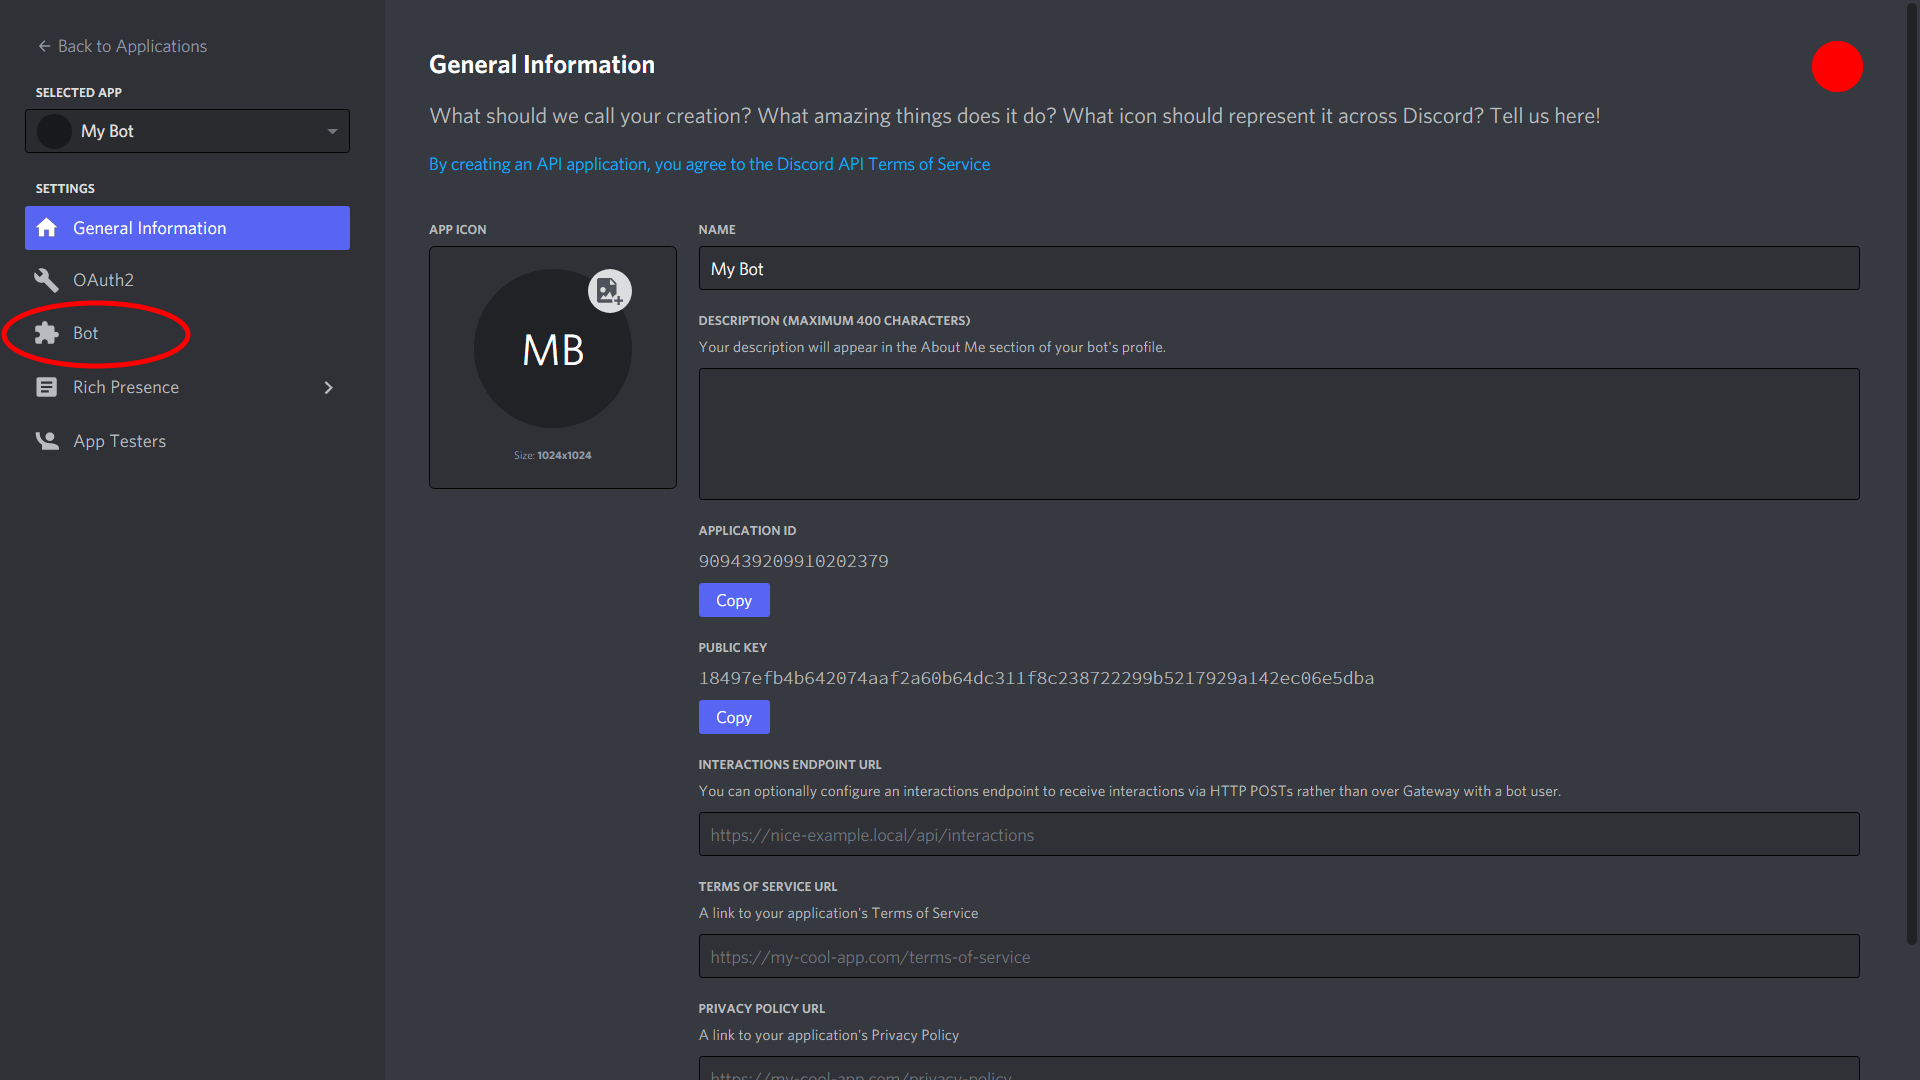 Back to Applications
SELECTED APP
My Bot
SETTINGS
General Information
OAuth2
Bot
Rich Presence
App Testers
General Information
What should we call your creation? What amazing things does it do? What icon should represent it across Discord? Tell us here!
By creating an API application, you agree to the Discord API Terms of Service
APP ICON
MB
Size: 1024x1024
NAME
My Bot
DESCRIPTION (MAXIMUM 400 CHARACTERS)
Your description will appear in the About Me section of your bot's profile.
APPLICATION ID
909439209910202379
Copy
PUBLIC KEY
18497efb4b642074aaf2a60b64dc311f8c238722299b5217929a142ec06e5dba
Copy
INTERACTIONS ENDPOINT URL
You can optionally configure an interactions endpoint to receive interactions via HTTP POSTs rather than over Gateway with a bot user.
https://nice-example.local/api/interactions
TERMS OF SERVICE URL
A link to your application's Terms of Service
https://my-cool-app.com/terms-of-service
PRIVACY POLICY URL
A link to your application's Privacy Policy
https://my-cool-app.com/privacy-policy